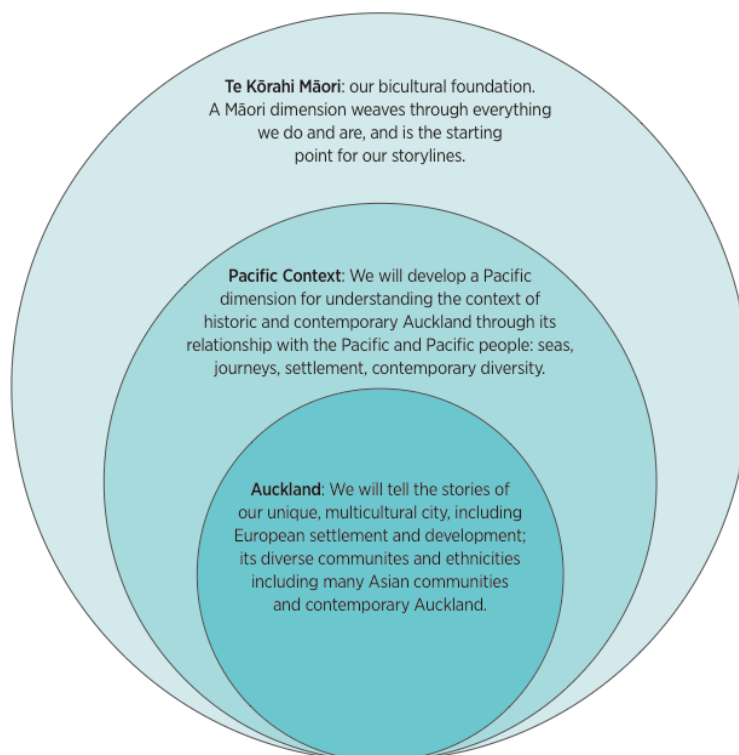 Te Kōrahi Māori: our bicultural foundation.
A Māori dimension weaves through everything
we do and are, and is the starting
point for our storylines.
Pacific Context: We will develop a Pacific
dimension for understanding the context of
historic and contemporary Auckland through its
relationship with the Pacific and Pacific people: seas,
journeys, settlement, contemporary diversity.
Auckland: We will tell the stories of
our unique, multicultural city, including
European settlement and development;
its diverse communites and ethnicities
including many Asian communities
and contemporary Auckland.